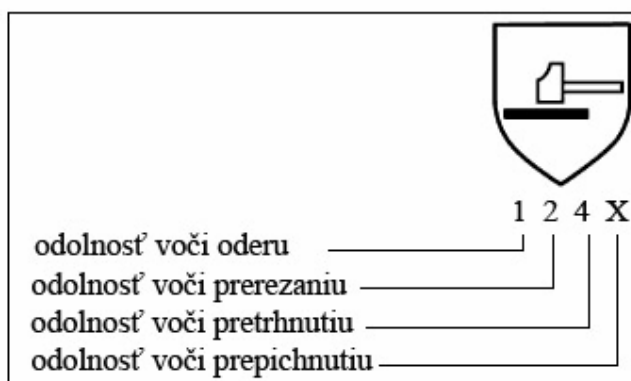 1 2 4 X
odolnosť voči oderu
odolnosť voči prerezaniu
odolnosť voči pretrhnutiu
odolnosť voči prepichnutiu